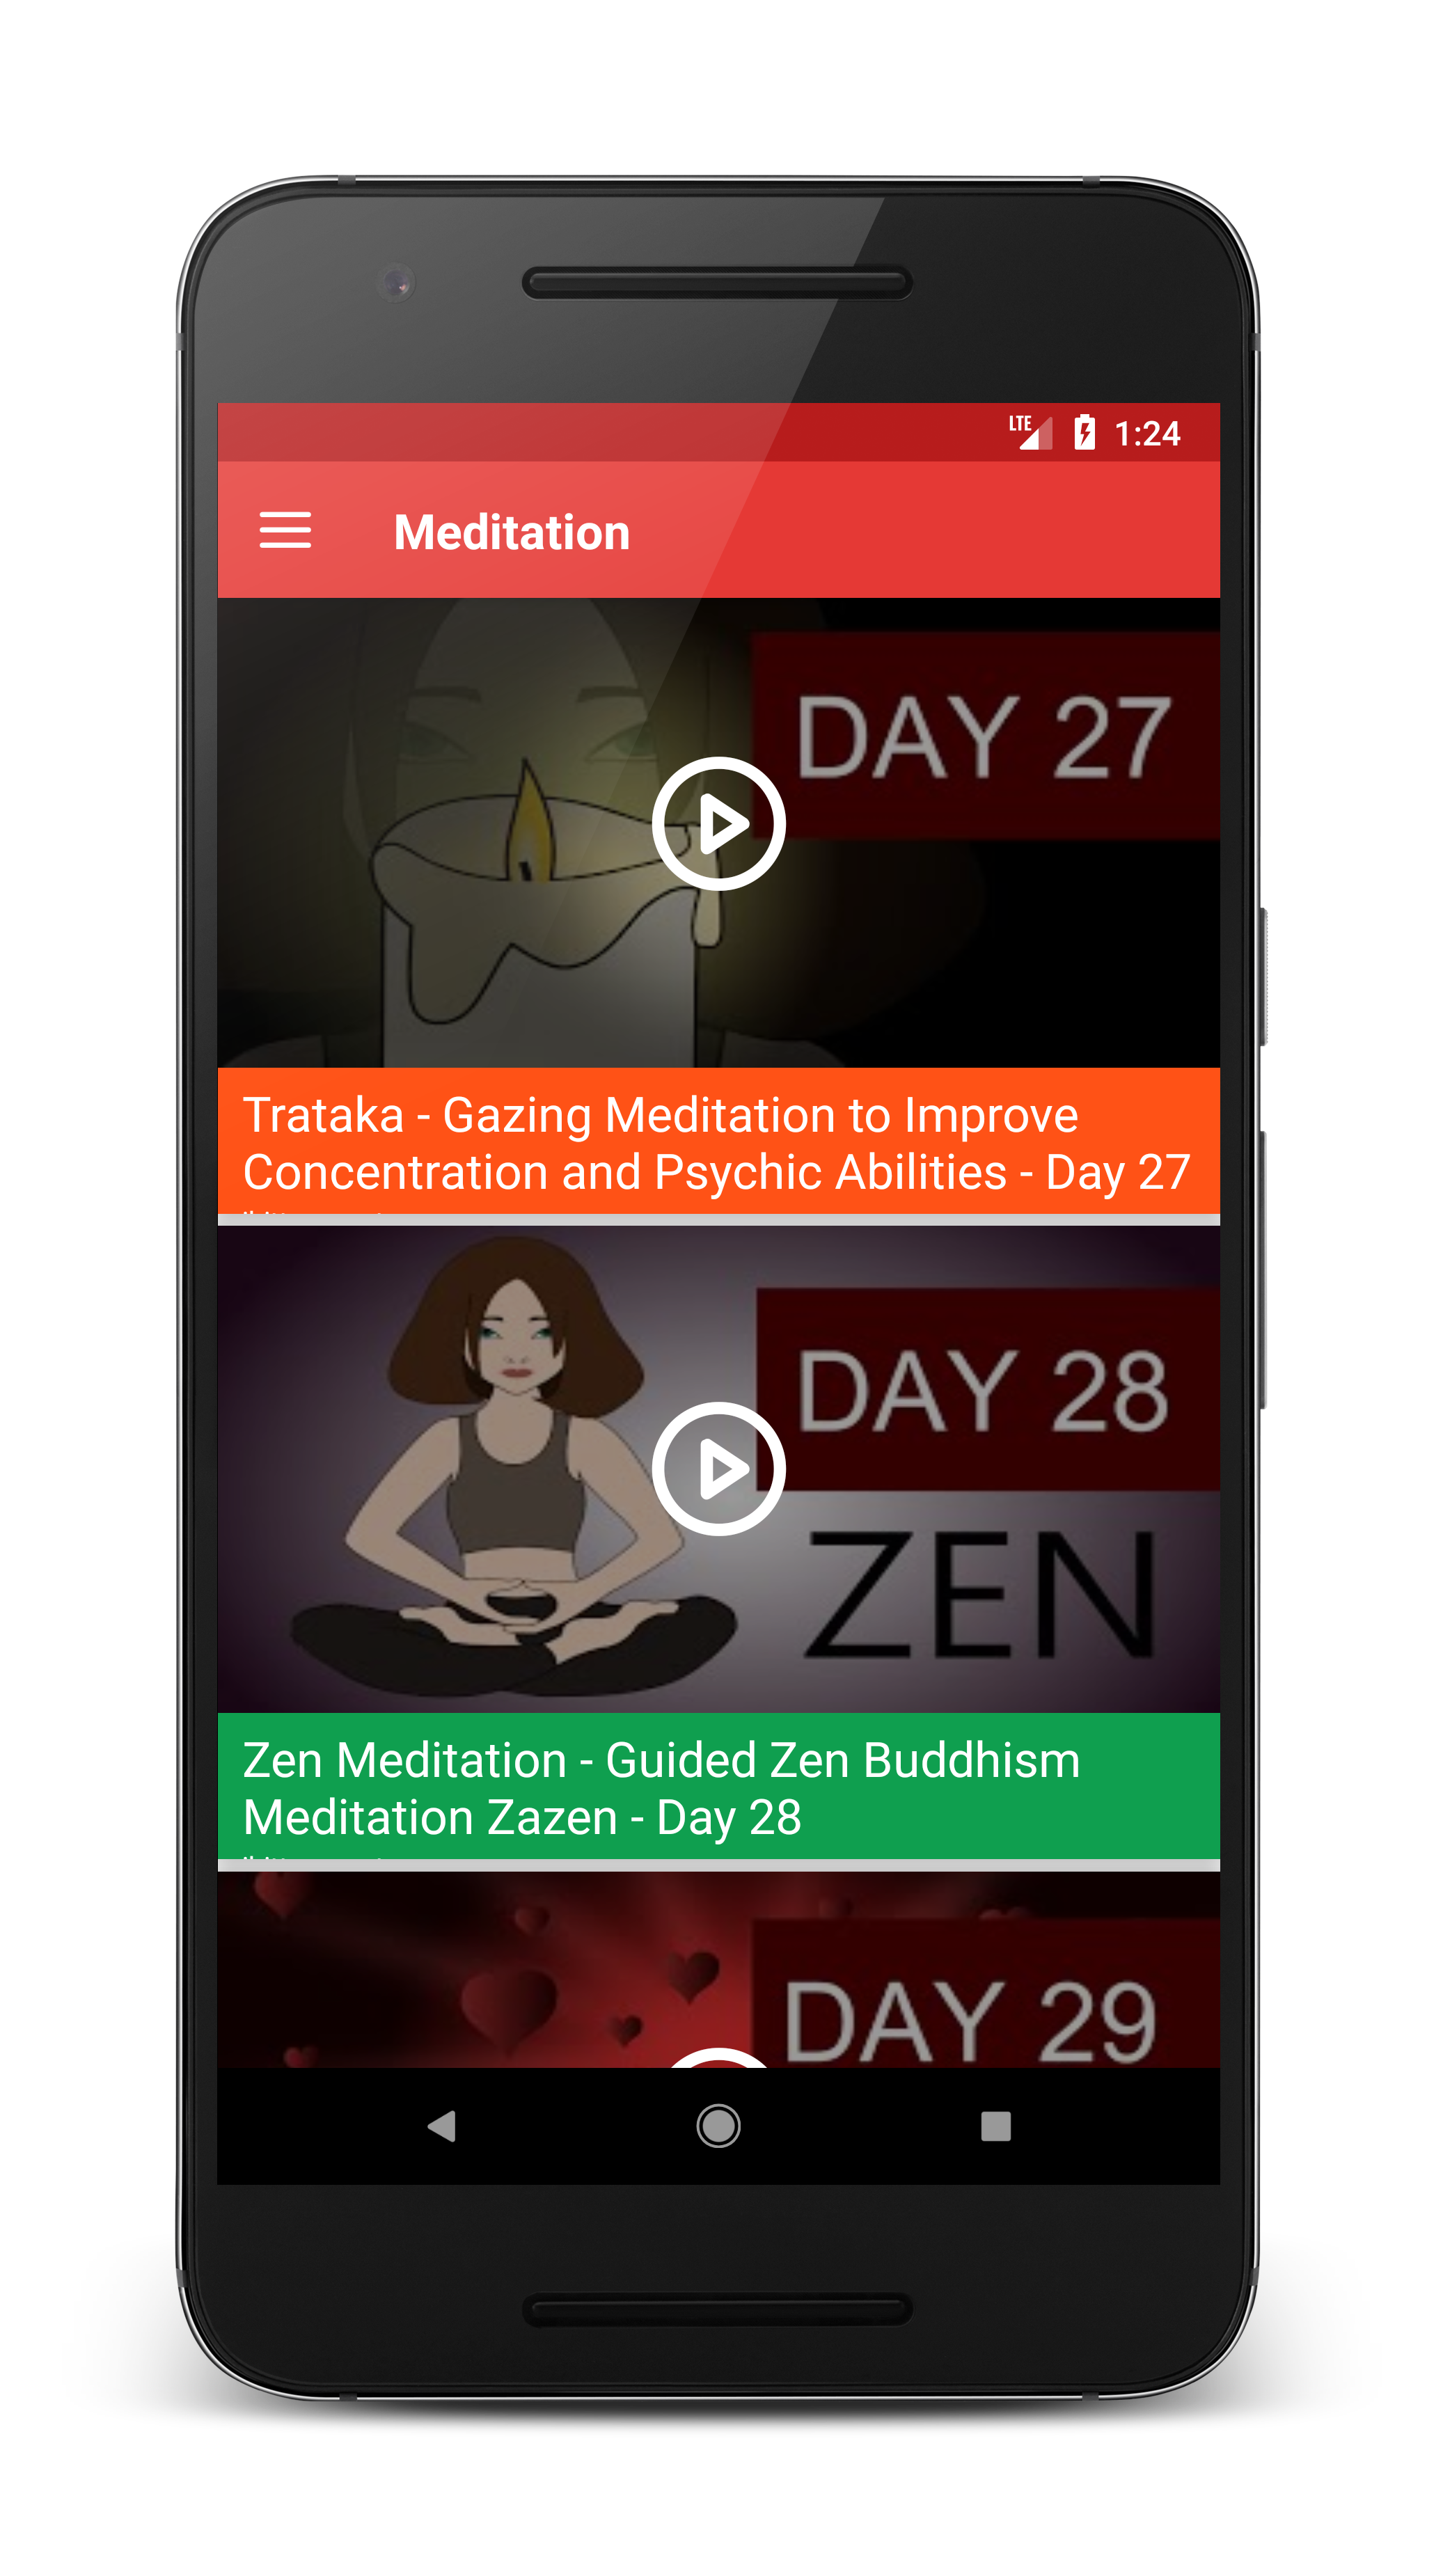 LTE 1:24
Meditation
DAY 27
Trataka - Gazing Meditation to Improve
Concentration and Psychic Abilities - Day 27
DAY 28
ZEN
Zen Meditation - Guided Zen Buddhism
Meditation Zazen - Day 28
DAY 29